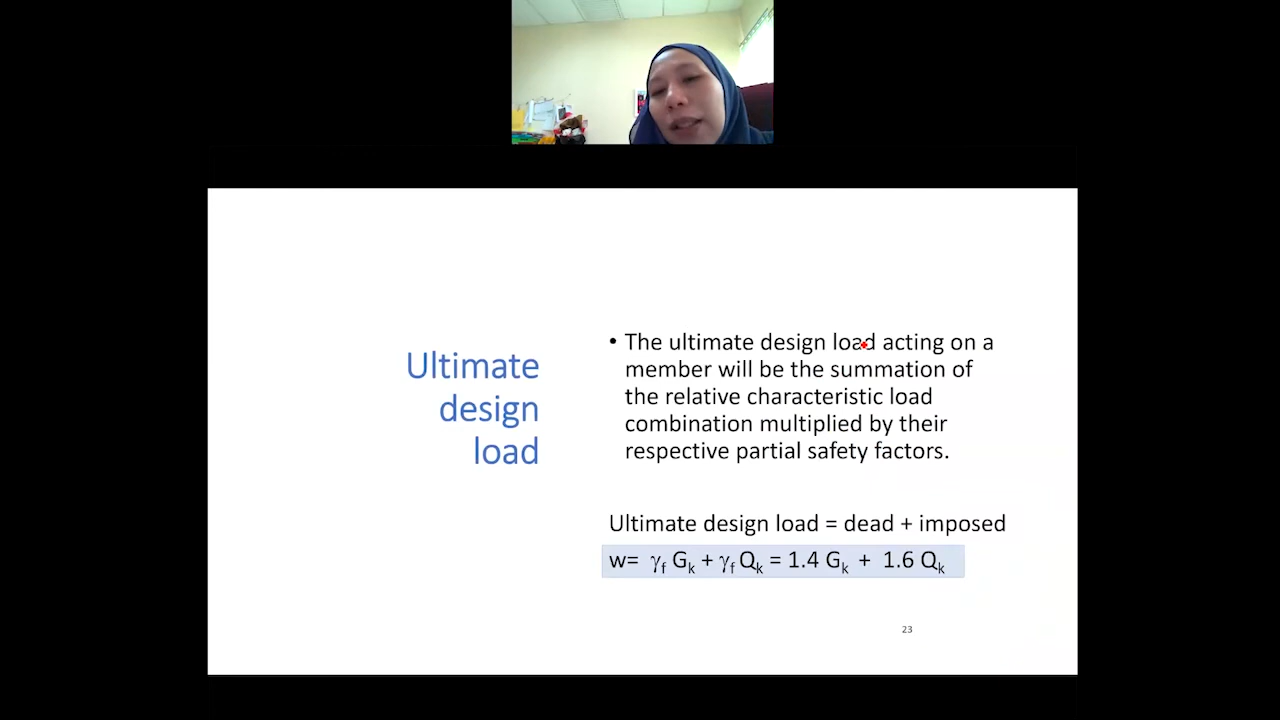 Ultimate
design
load
• The ultimate design load acting on a
member will be the summation of
the relative characteristic load
combination multiplied by their
respective partial safety factors.
Ultimate design load = dead + imposed
w= γf Gk + γf Qk = 1.4 Gk + 1.6 Qk
23